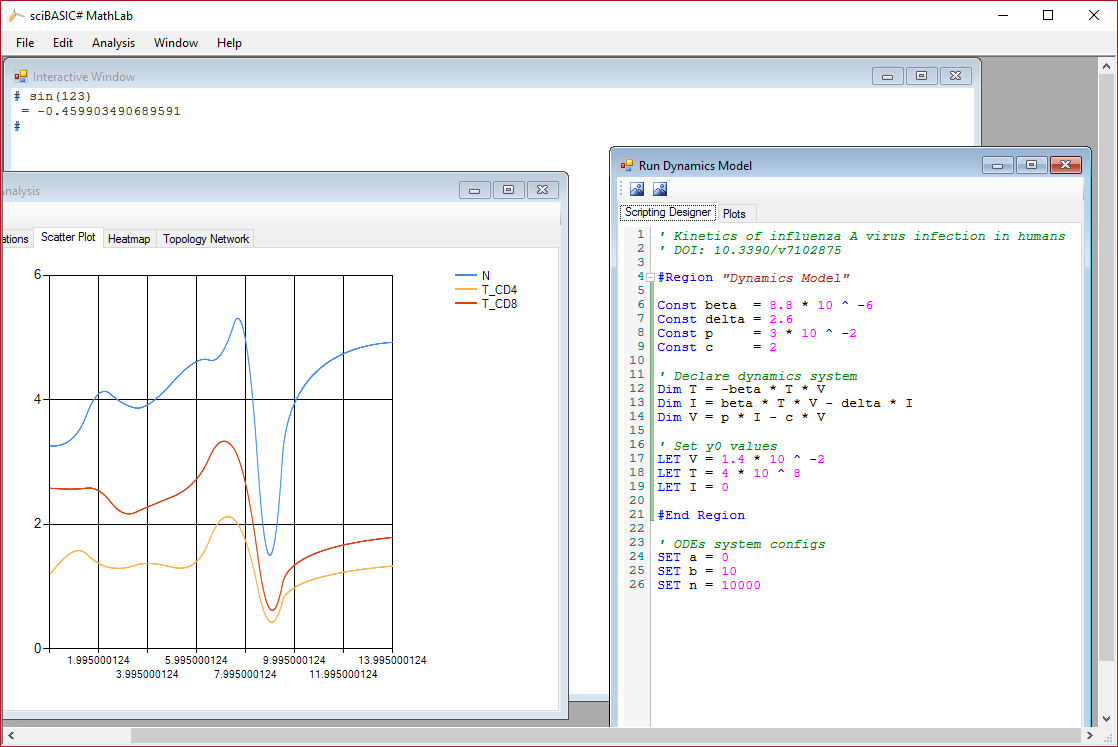 sciBASIC# MathLab
File Edit Analysis Window Help
Interactive Window
# sin(123)
= -0.459903490689591
#
Analysis
ations Scatter Plot Heatmap Topology Network
6
4
2
0
1.995000124 5.995000124 9.995000124 13.995000124
3.995000124 7.995000124 11.995000124
N
T_CD4
T_CD8
Run Dynamics Model
Scripting Designer Plots
1 ' Kinetics of influenza A virus infection in humans
2 ' DOI: 10.3390/v7102875
3
4 #Region "Dynamics Model"
5
6 Const beta = 8.8 * 10 ^ -6
7 Const delta = 2.6
8 Const p = 3 * 10 ^ -2
9 Const c = 2
10
11 ' Declare dynamics system
12 Dim T = -beta * T * V
13 Dim I = beta * T * V - delta * I
14 Dim V = p * I - c * V
15
16 ' Set y0 values
17 LET V = 1.4 * 10 ^ -2
18 LET T = 4 * 10 ^ 8
19 LET I = 0
20
21 #End Region
22
23 ' ODEs system configs
24 SET a = 0
25 SET b = 10
26 SET n = 10000